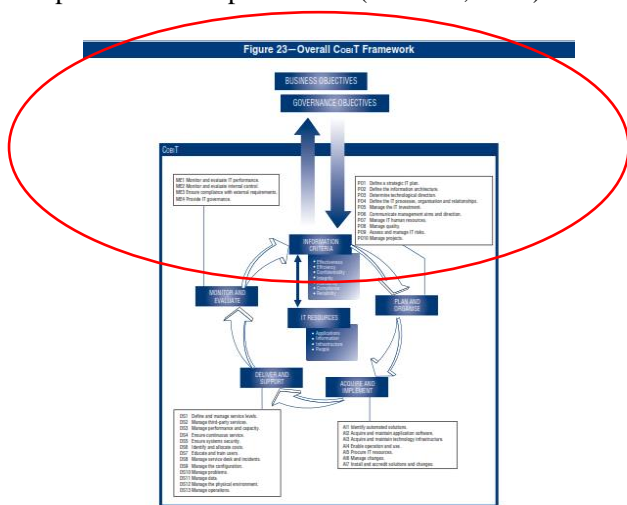 Figure 23—Overall COBIT Framework
BUSINESS OBJECTIVES
GOVERNANCE OBJECTIVES
COBIT
ME1 Monitor and evaluate IT performance.
ME2 Monitor and evaluate internal control.
ME3 Ensure compliance with external requirements.
ME4 Provide IT governance.
PO1 Define a strategic IT plan.
PO2 Define the information architecture.
PO3 Determine technological direction.
PO4 Define the IT processes, organisation and relationships.
PO5 Manage the IT investment.
PO6 Communicate management aims and direction.
PO7 Manage IT human resources.
PO8 Manage quality.
PO9 Assess and manage IT risks.
PO10 Manage projects.
INFORMATION
CRITERIA
• Effectiveness
• Efficiency
• Confidentiality
• Integrity
• Compliance
• Reliability
MONITOR AND
EVALUATE
PLAN AND
ORGANISE
IT RESOURCES
• Applications
• Information
• Infrastructure
• People
DELIVER AND
SUPPORT
ACQUIRE AND
IMPLEMENT
DS1 Define and manage service levels.
DS2 Manage third-party services.
DS3 Manage performance and capacity.
DS4 Ensure continuous service.
DS5 Ensure systems security.
DS6 Identify and allocate costs.
DS7 Educate and train users.
DS8 Manage service desk and incidents.
DS9 Manage the configuration.
DS10 Manage problems.
DS11 Manage data.
DS12 Manage the physical environment.
DS13 Manage operations.
AI1 Identify automated solutions.
AI2 Acquire and maintain application software.
AI3 Acquire and maintain technology infrastructure.
AI4 Enable operation and use.
AI5 Procure IT resources.
AI6 Manage changes.
AI7 Install and accredit solutions and changes.